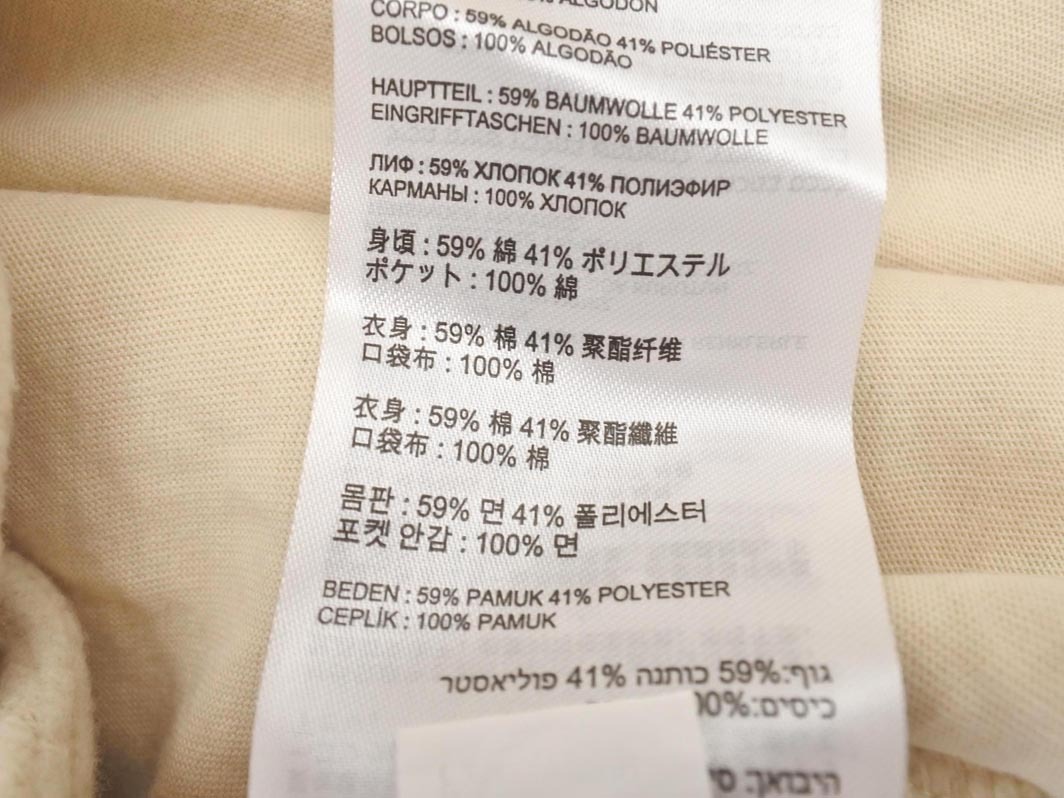 ALGODÓN
CORPO : 59% ALGODÃO 41% POLIÉSTER
BOLSOS : 100% ALGODÃO
HAUPTTEIL : 59% BAUMWOLLE 41% POLYESTER
EINGRIFFTASCHEN : 100% BAUMWOLLE
ЛИФ : 59% ХЛОПОК 41% ПОЛИЭФИР
КАРМАНЫ : 100% ХЛОПОК
身頃 : 59% 綿 41% ポリエステル
ポケット : 100% 綿
衣身 : 59% 棉 41% 聚酯纤维
口袋布 : 100% 棉
衣身 : 59% 棉 41% 聚酯纖維
口袋布 : 100% 棉
몸판 : 59% 면 41% 폴리에스터
포켓 안감 : 100% 면
BEDEN : 59% PAMUK 41% POLYESTER
CEPLİK : 100% PAMUK
גוף:59% כותנה 41% פוליאסטר
כיסים:
היבואן: